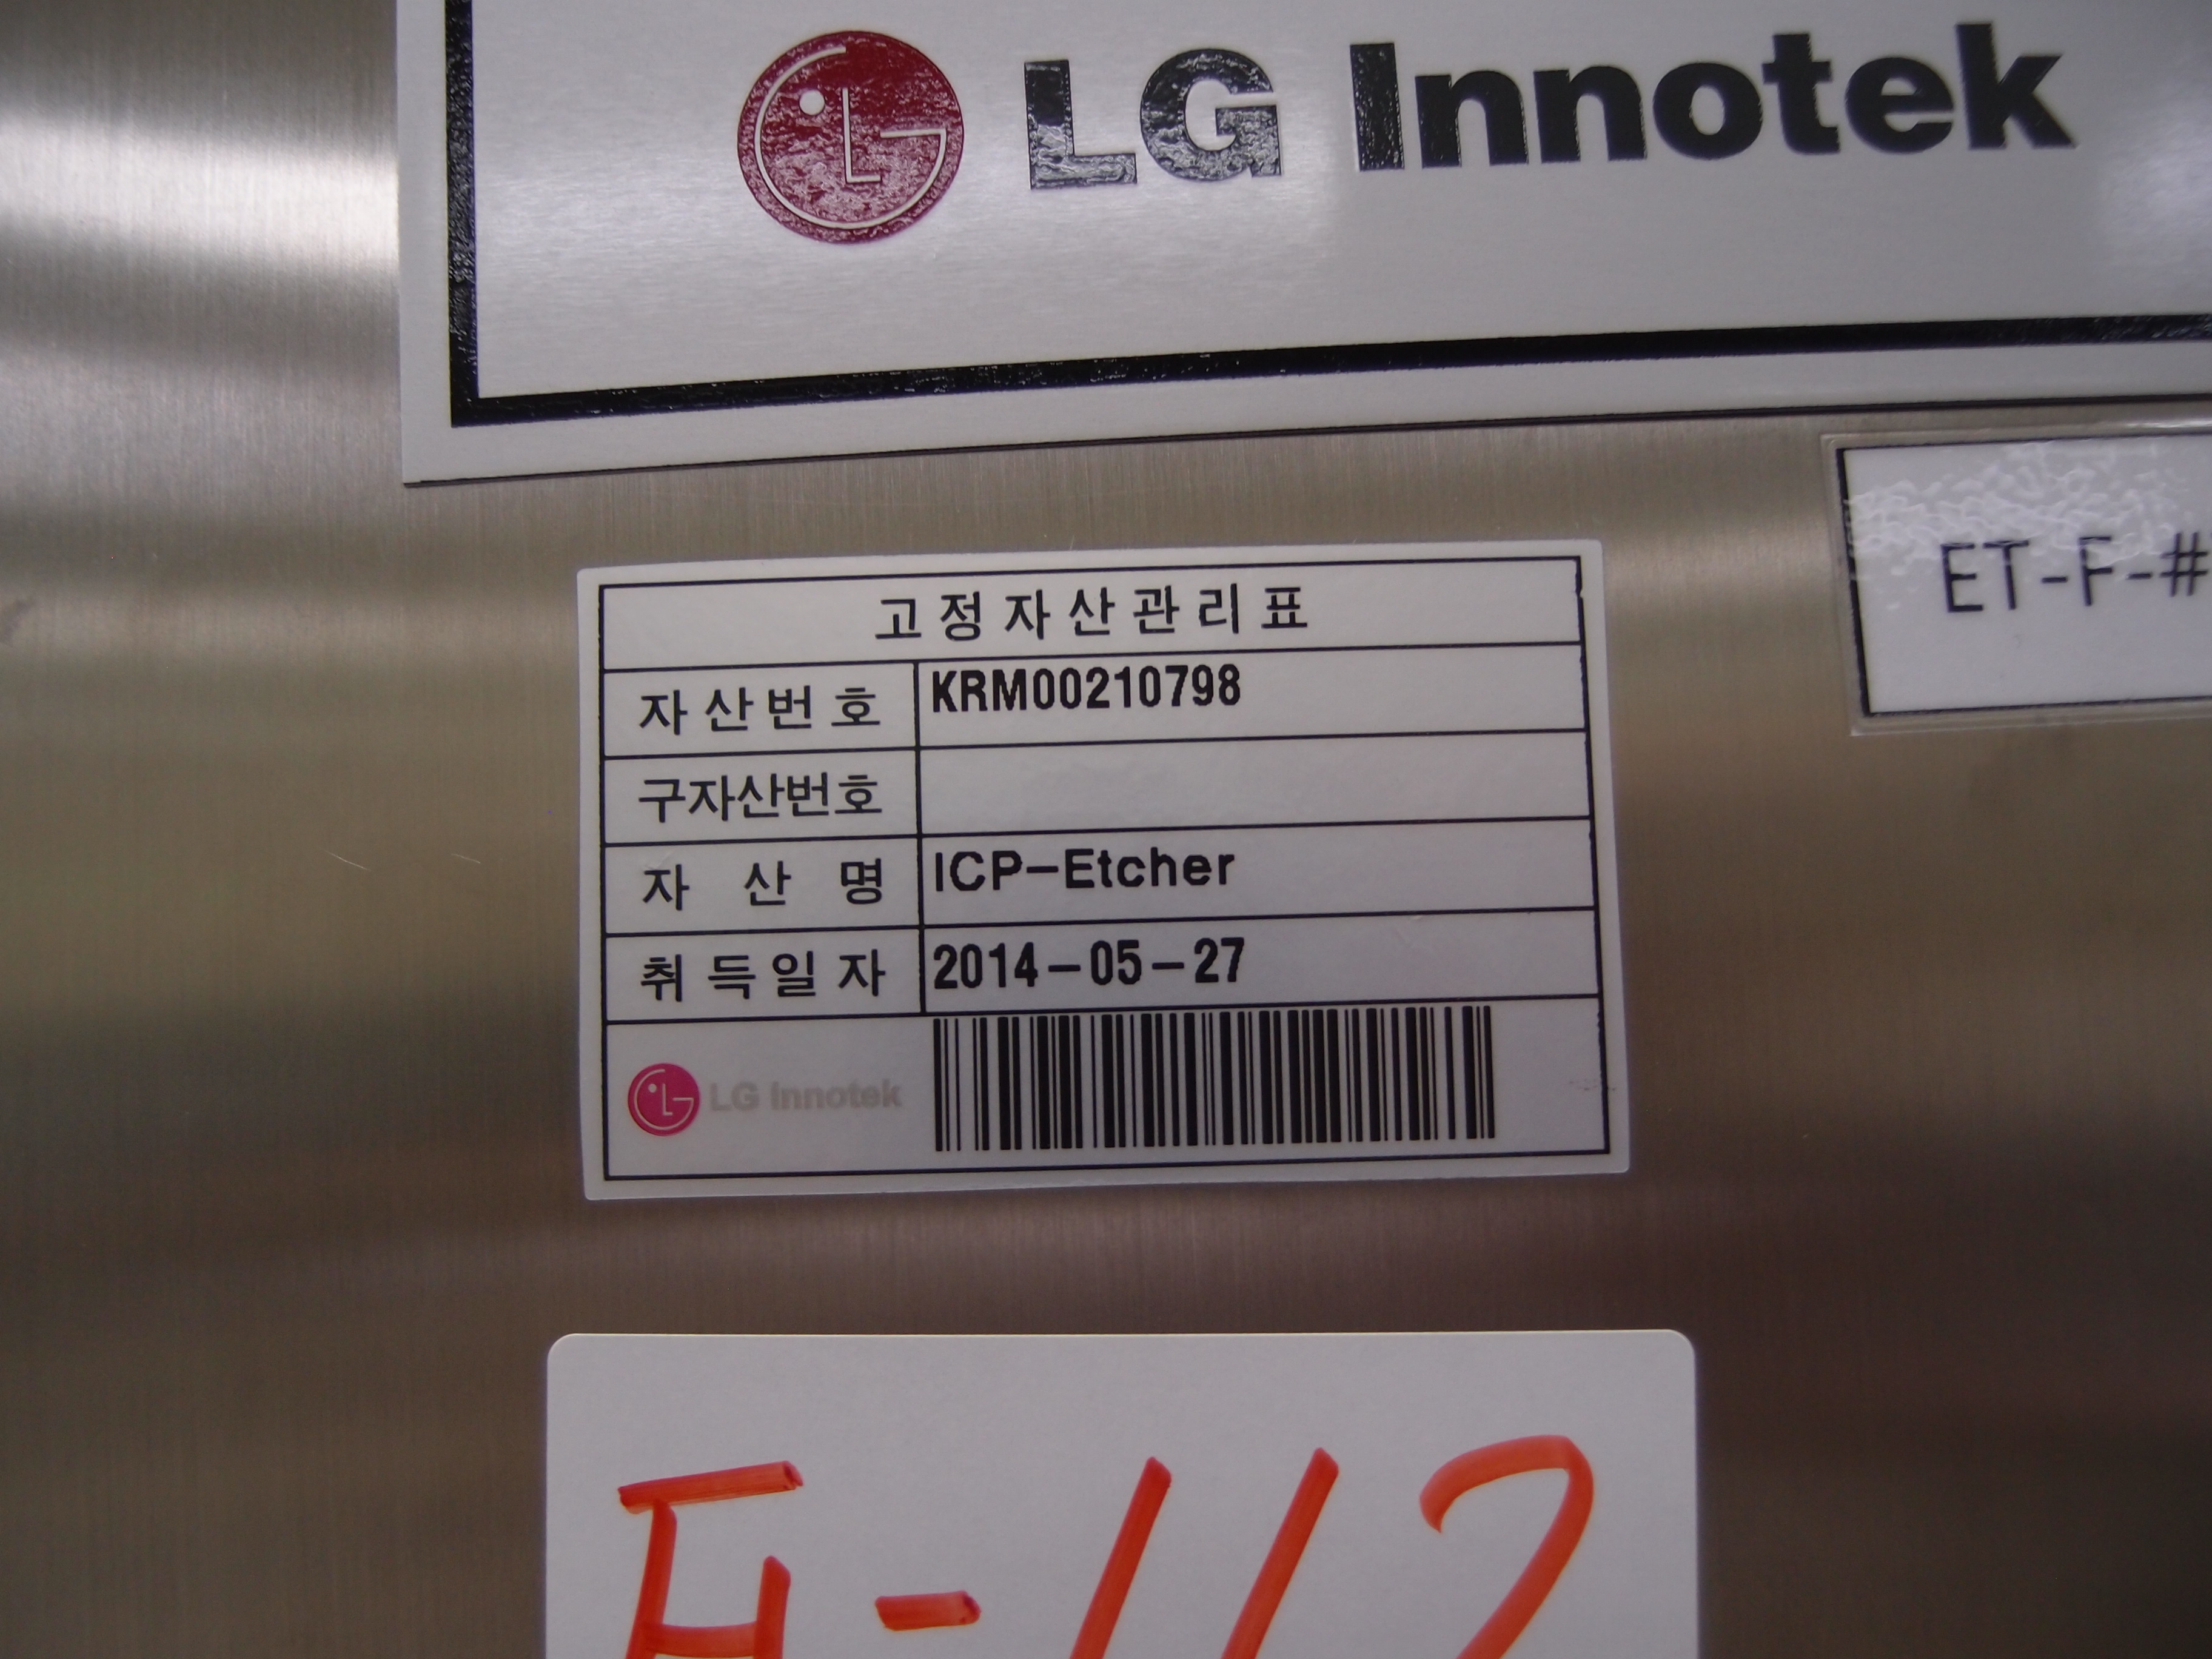 LG Innotek
ET-F-#
고정자산관리표
자산번호 KRM00210798
구자산번호
자산명 ICP-Etcher
취득일자 2014-05-27
LG Innotek